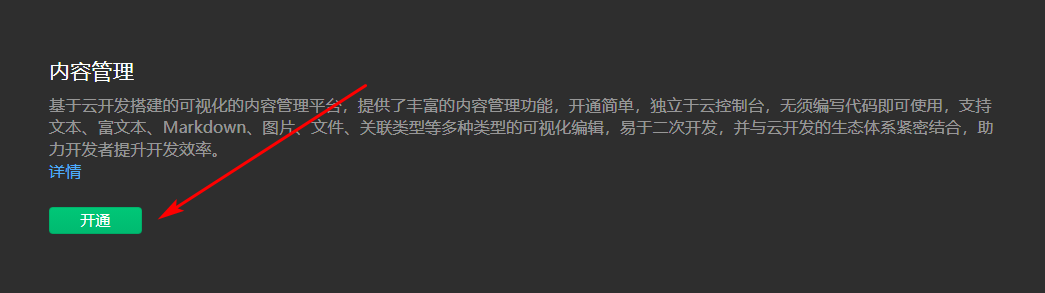 内容管理
基于云开发搭建的可视化的内容管理平台，提供了丰富的内容管理功能，开通简单，独立于云控制台，无须编写代码即可使用，支持
文本、富文本、Markdown、图片、文件、关联类型等多种类型的可视化编辑，易于二次开发，并与云开发的生态体系紧密结合，助
力开发者提升开发效率。
详情
开通